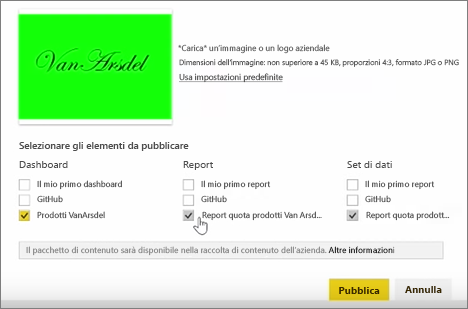 VanArsdel
*Carica* un'immagine o un logo aziendale
Dimensioni dell'immagine: non superiore a 45 KB, proporzioni 4:3, formato JPG o PNG
Usa impostazioni predefinite
Selezionare gli elementi da pubblicare
Dashboard
Il mio primo dashboard
GitHub
Prodotti VanArsdel
Report
Il mio primo report
GitHub
Report quota prodotti Van Arsd...
Set di dati
Il mio primo report
GitHub
Report quota prodott...
Il pacchetto di contenuto sarà disponibile nella raccolta di contenuto dell'azienda. Altre informazioni
Pubblica
Annulla